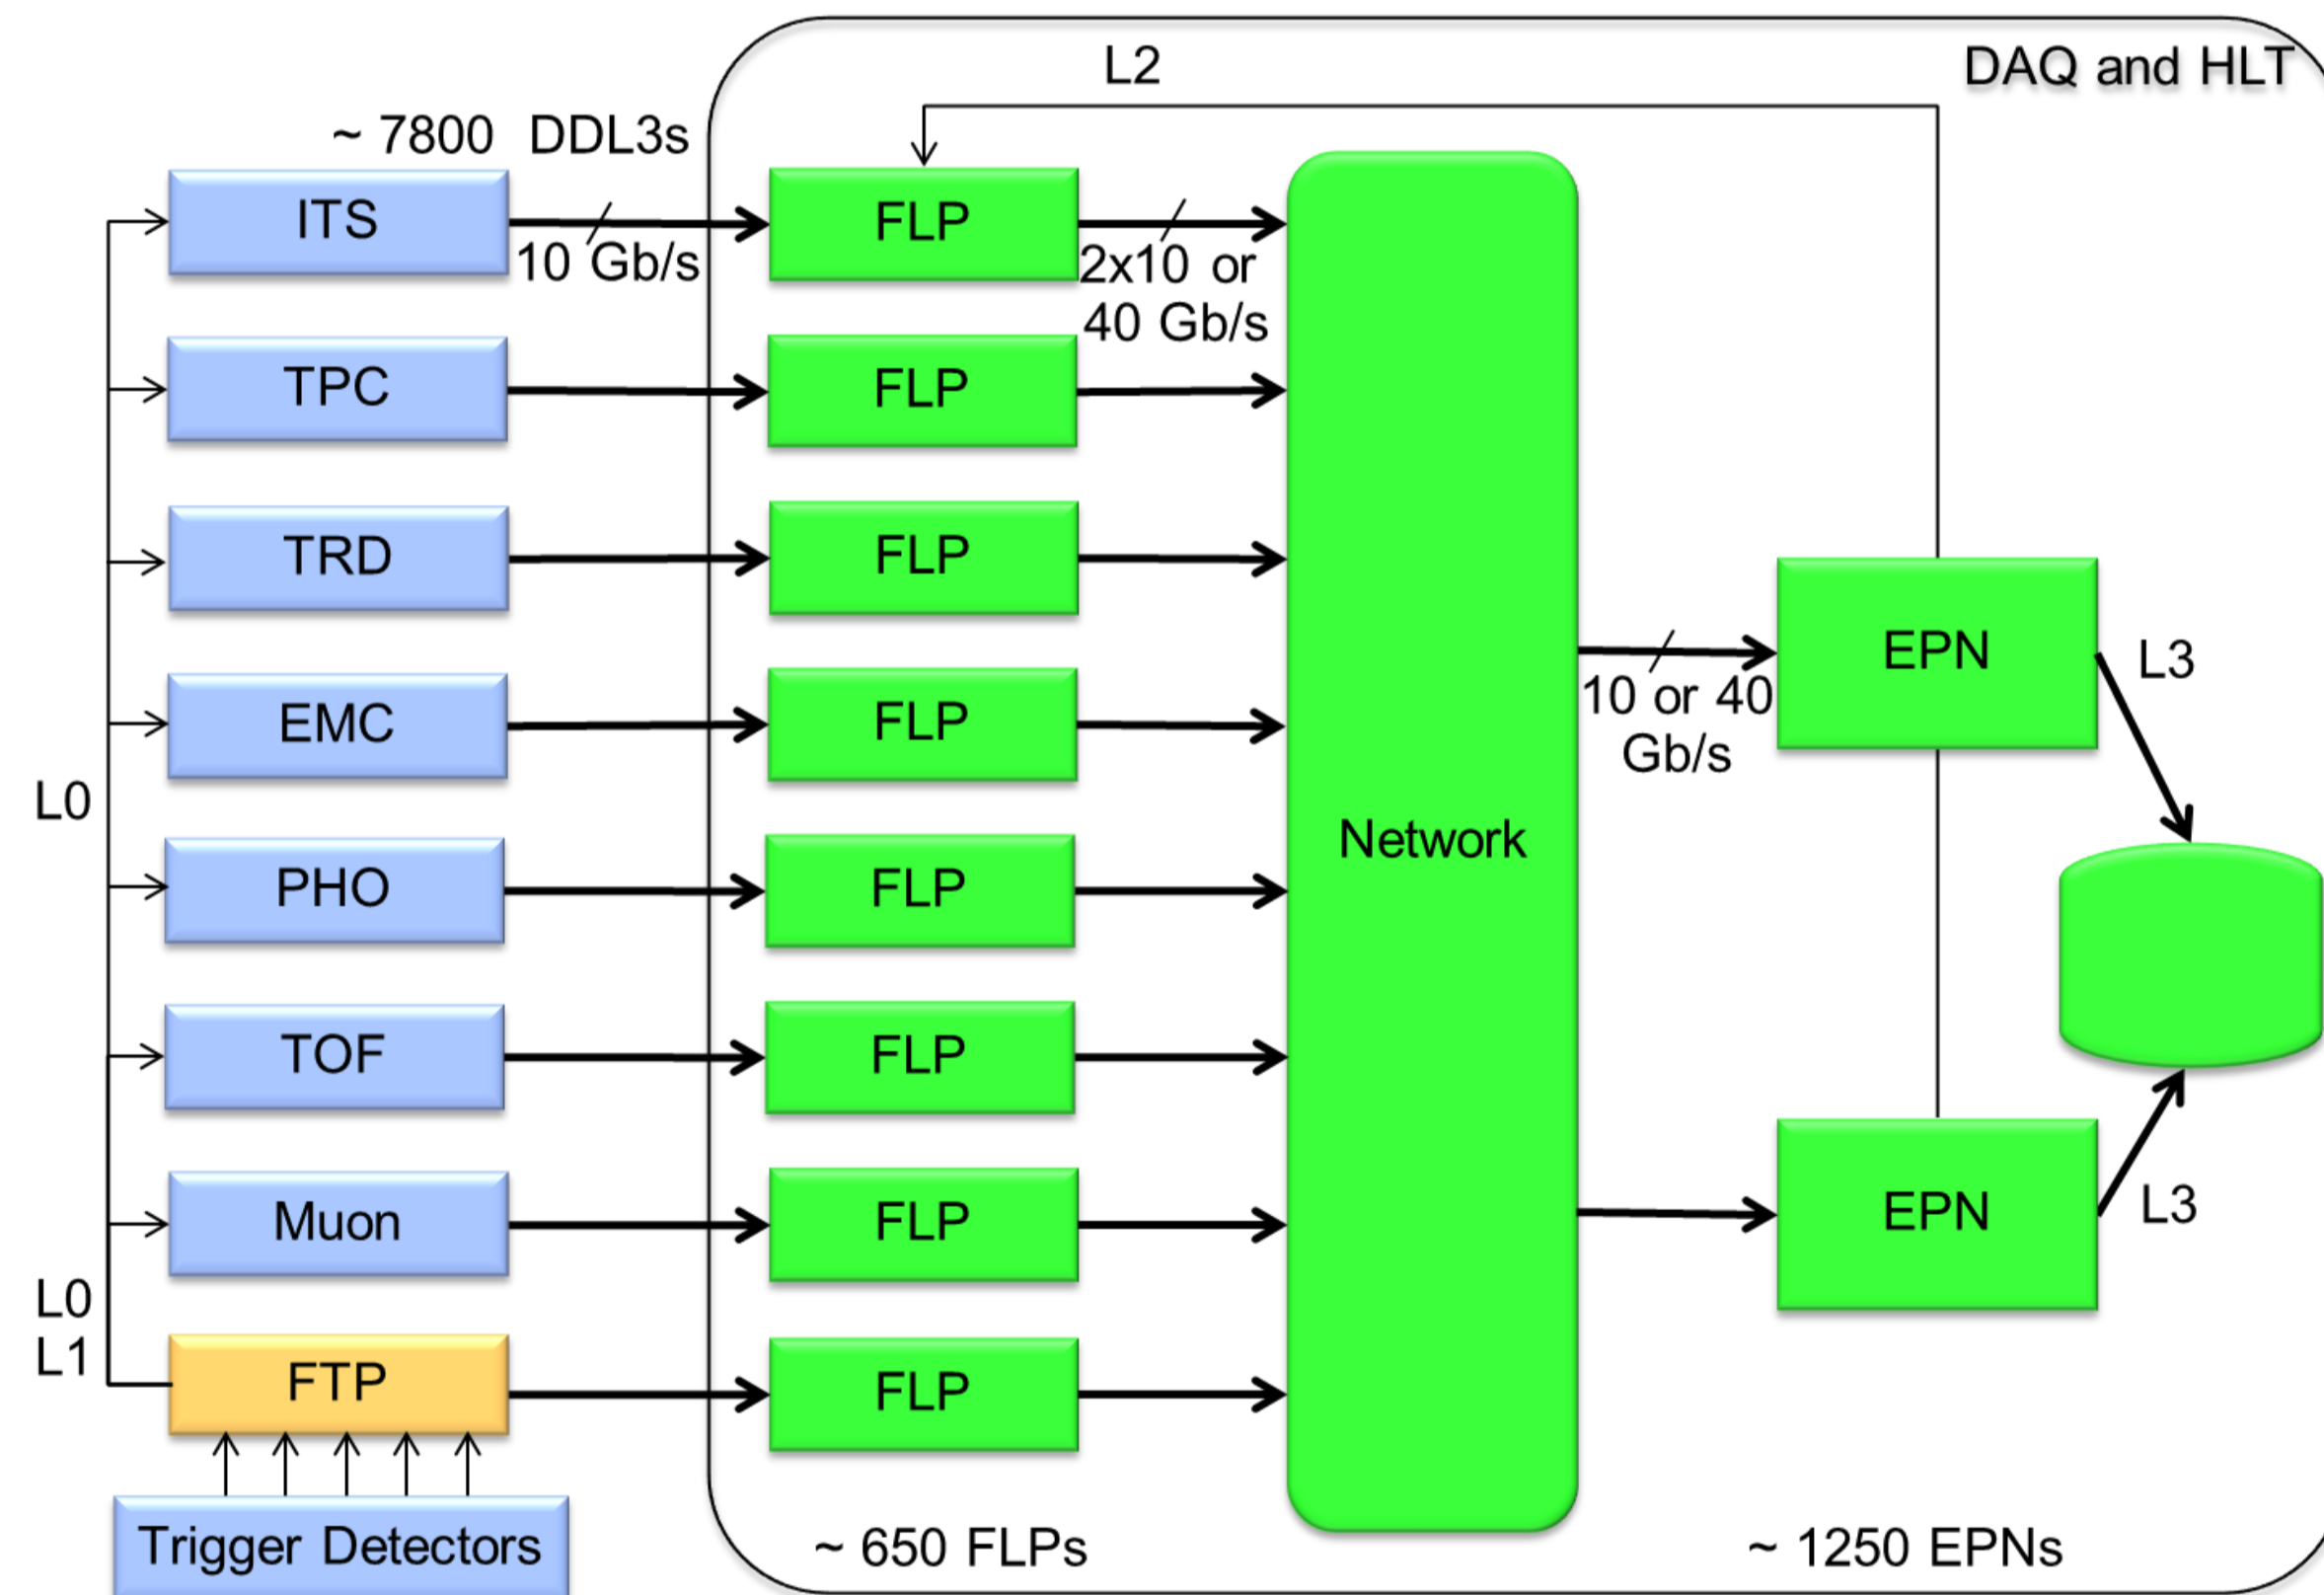 L2
DAQ and HLT
~ 7800 DDL3s
ITS
10 Gb/s
FLP
2x10 or
40 Gb/s
TPC
FLP
TRD
FLP
EMC
FLP
EPN
L3
10 or 40
Gb/s
L0
Network
PHO
FLP
TOF
FLP
Muon
FLP
EPN
L3
L0
L1
FTP
FLP
Trigger Detectors
~ 650 FLPs
~ 1250 EPNs